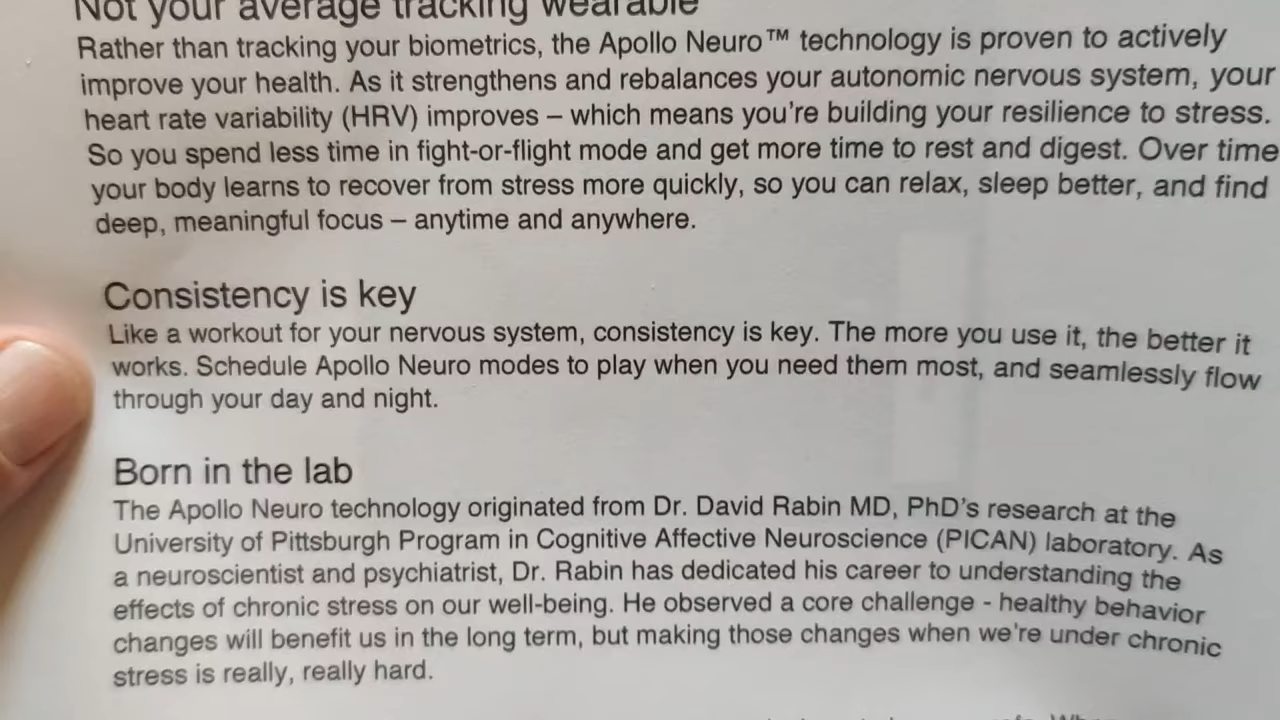 Not your average tracking wearable
Rather than tracking your biometrics, the Apollo Neuro™ technology is proven to actively
improve your health. As it strengthens and rebalances your autonomic nervous system, your
heart rate variability (HRV) improves – which means you're building your resilience to stress.
So you spend less time in fight-or-flight mode and get more time to rest and digest. Over time
your body learns to recover from stress more quickly, so you can relax, sleep better, and find
deep, meaningful focus – anytime and anywhere.
Consistency is key
Like a workout for your nervous system, consistency is key. The more you use it, the better it
works. Schedule Apollo Neuro modes to play when you need them most, and seamlessly flow
through your day and night.
Born in the lab
The Apollo Neuro technology originated from Dr. David Rabin MD, PhD's research at the
University of Pittsburgh Program in Cognitive Affective Neuroscience (PICAN) laboratory. As
a neuroscientist and psychiatrist, Dr. Rabin has dedicated his career to understanding the
effects of chronic stress on our well-being. He observed a core challenge - healthy behavior
changes will benefit us in the long term, but making those changes when we're under chronic
stress is really, really hard.